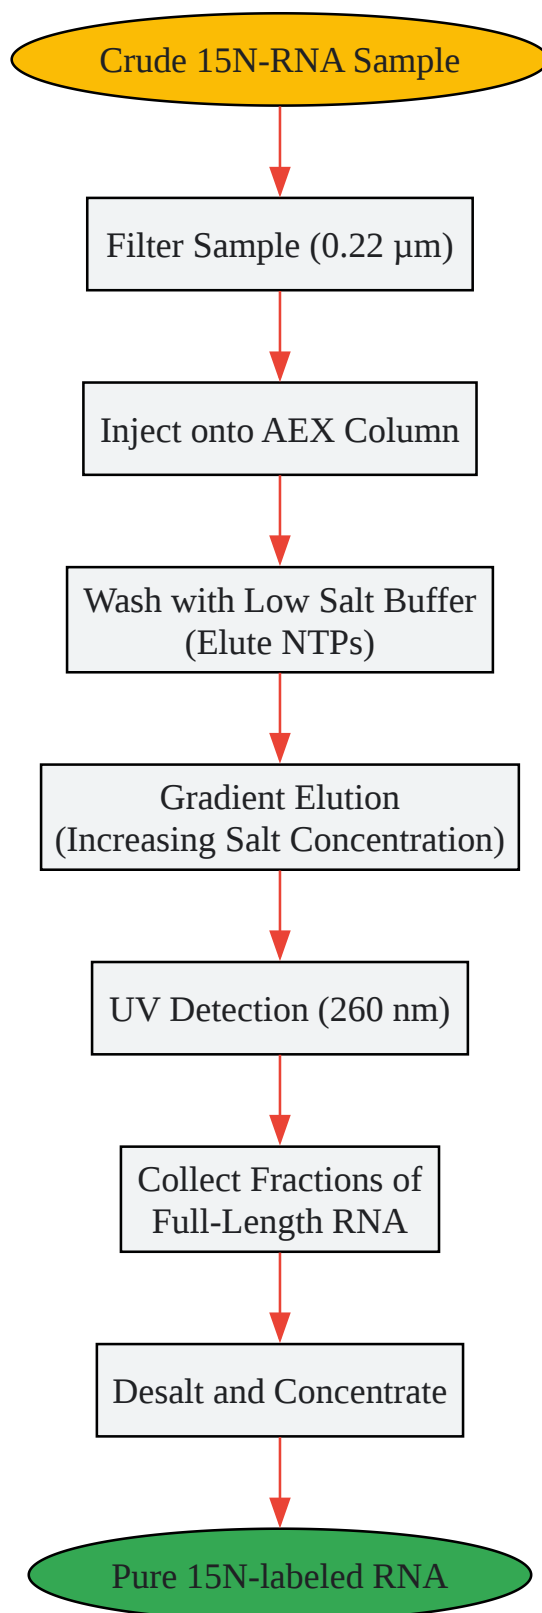 Crude 15N-RNA Sample
Filter Sample (0.22 µm)
Inject onto AEX Column
Wash with Low Salt Buffer
(Elute NTPs)
Gradient Elution
(Increasing Salt Concentration)
UV Detection (260 nm)
Collect Fractions of
Full-Length RNA
Desalt and Concentrate
Pure 15N-labeled RNA